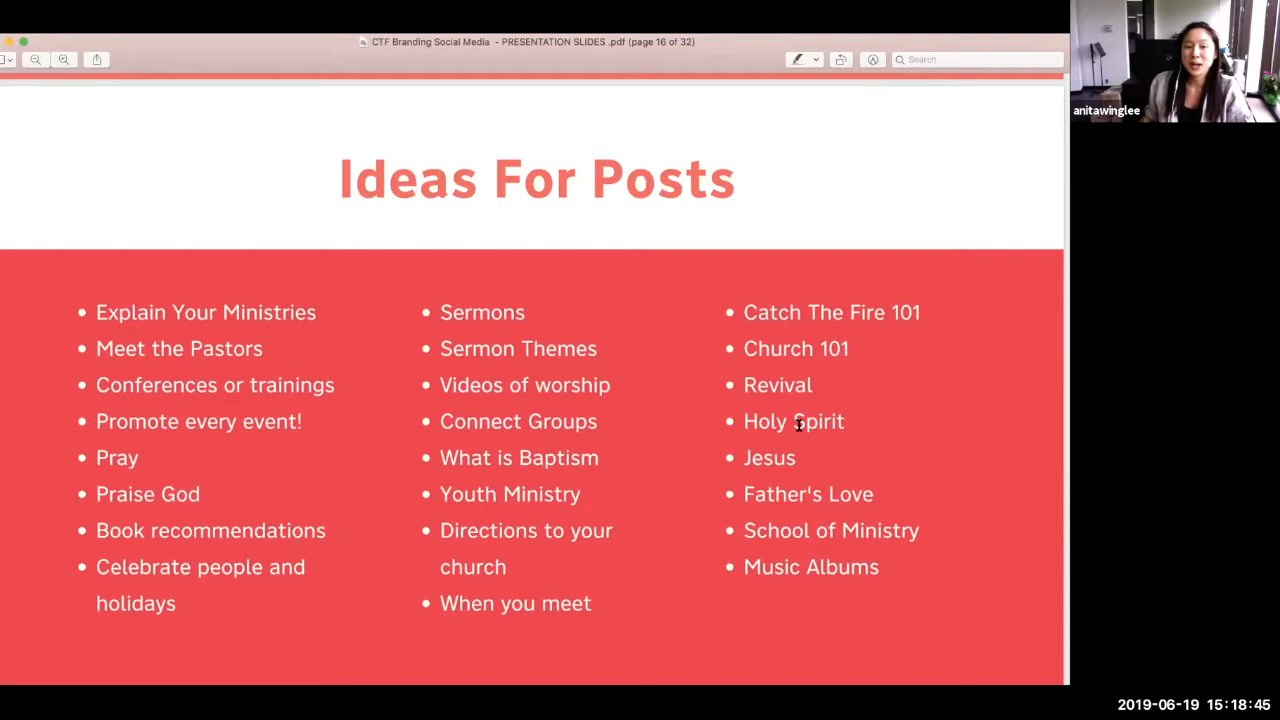 CTF Branding Social Media - PRESENTATION SLIDES .pdf (page 16 of 32)
Search
anitawinglee
Ideas For Posts
• Explain Your Ministries
• Meet the Pastors
• Conferences or trainings
• Promote every event!
• Pray
• Praise God
• Book recommendations
• Celebrate people and
holidays
• Sermons
• Sermon Themes
• Videos of worship
• Connect Groups
• What is Baptism
• Youth Ministry
• Directions to your
church
• When you meet
• Catch The Fire 101
• Church 101
• Revival
• Holy Spirit
• Jesus
• Father's Love
• School of Ministry
• Music Albums
2019-06-19 15:18:45